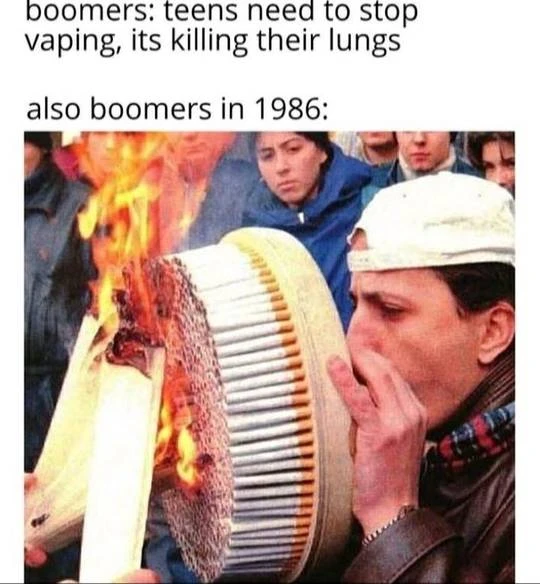 boomers: teens need to stop
vaping, its killing their lungs
also boomers in 1986: